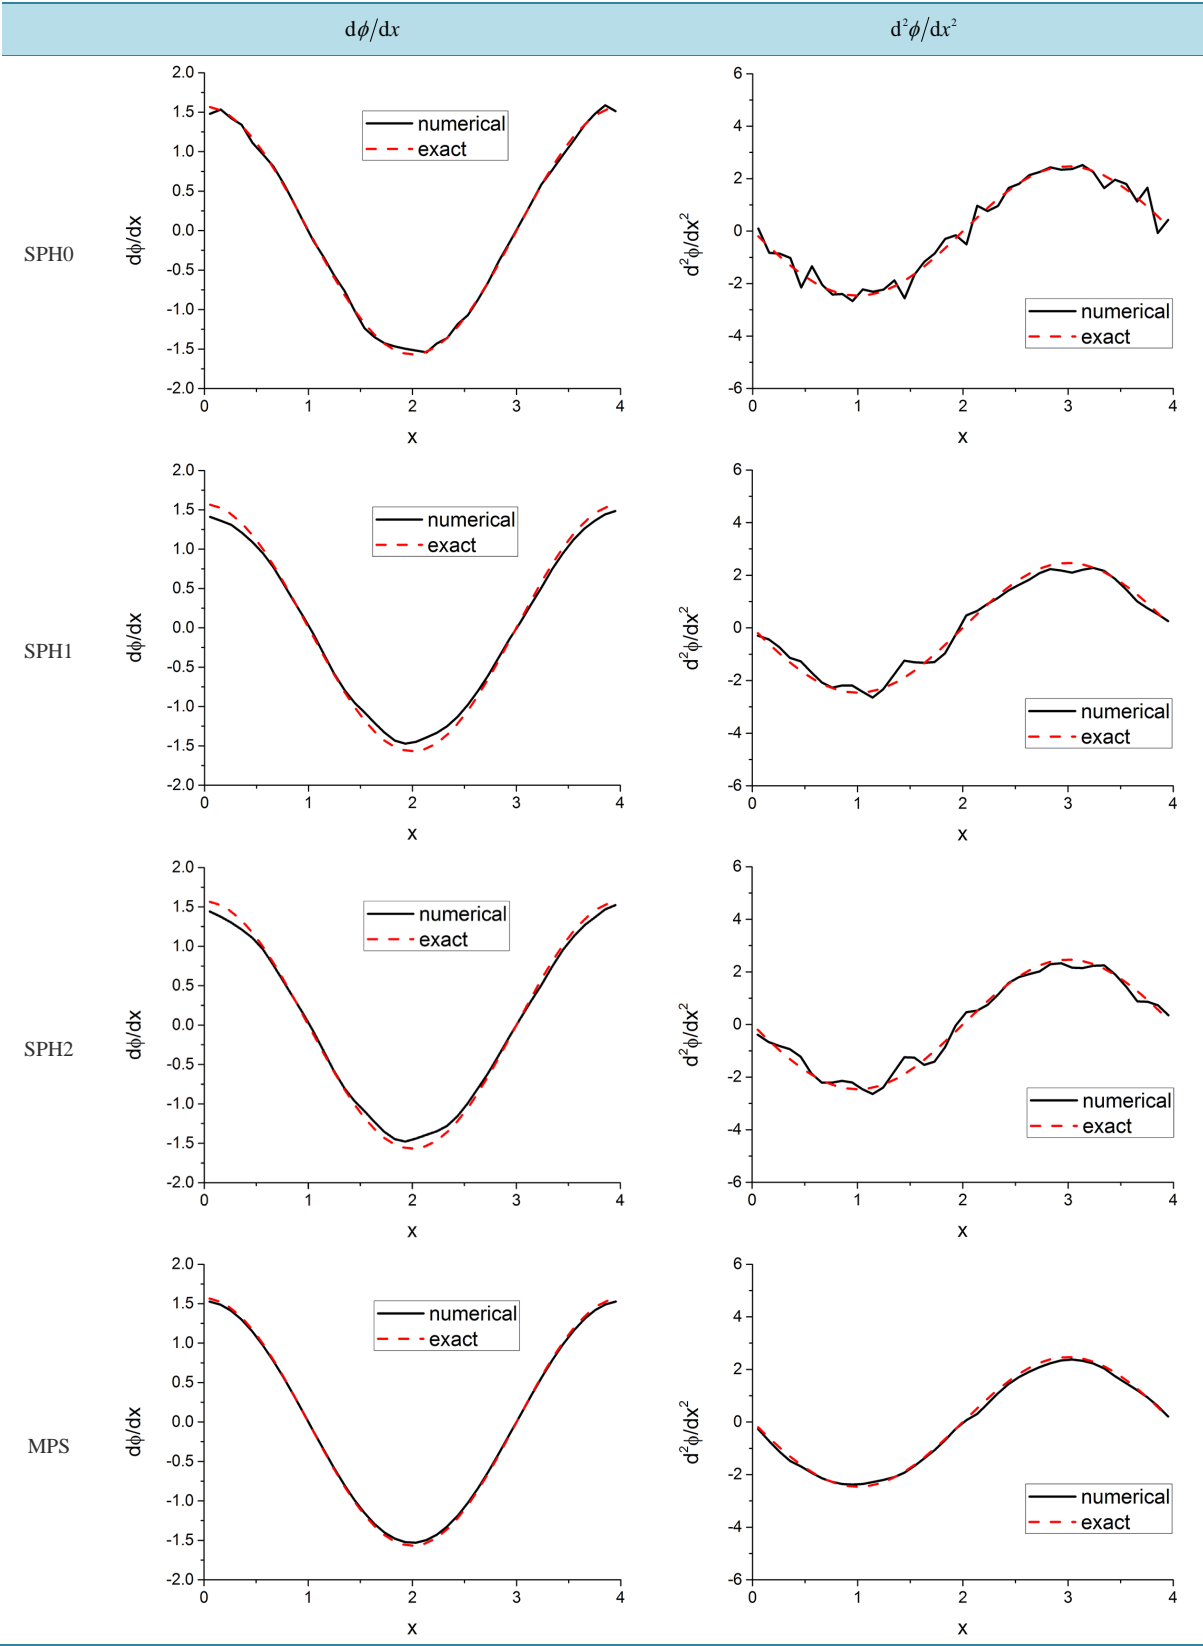 dϕ/dx d²ϕ/dx²
SPH0
2.0
1.5
1.0
0.5
0.0
-0.5
-1.0
-1.5
-2.0
0 1 2 3 4
x
dϕ/dx
numerical
exact
6
4
2
0
-2
-4
-6
0 1 2 3 4
x
d²ϕ/dx²
numerical
exact
SPH1
2.0
1.5
1.0
0.5
0.0
-0.5
-1.0
-1.5
-2.0
0 1 2 3 4
x
dϕ/dx
numerical
exact
6
4
2
0
-2
-4
-6
0 1 2 3 4
x
d²ϕ/dx²
numerical
exact
SPH2
2.0
1.5
1.0
0.5
0.0
-0.5
-1.0
-1.5
-2.0
0 1 2 3 4
x
dϕ/dx
numerical
exact
6
4
2
0
-2
-4
-6
0 1 2 3 4
x
d²ϕ/dx²
numerical
exact
MPS
2.0
1.5
1.0
0.5
0.0
-0.5
-1.0
-1.5
-2.0
0 1 2 3 4
x
dϕ/dx
numerical
exact
6
4
2
0
-2
-4
-6
0 1 2 3 4
x
d²ϕ/dx²
numerical
exact